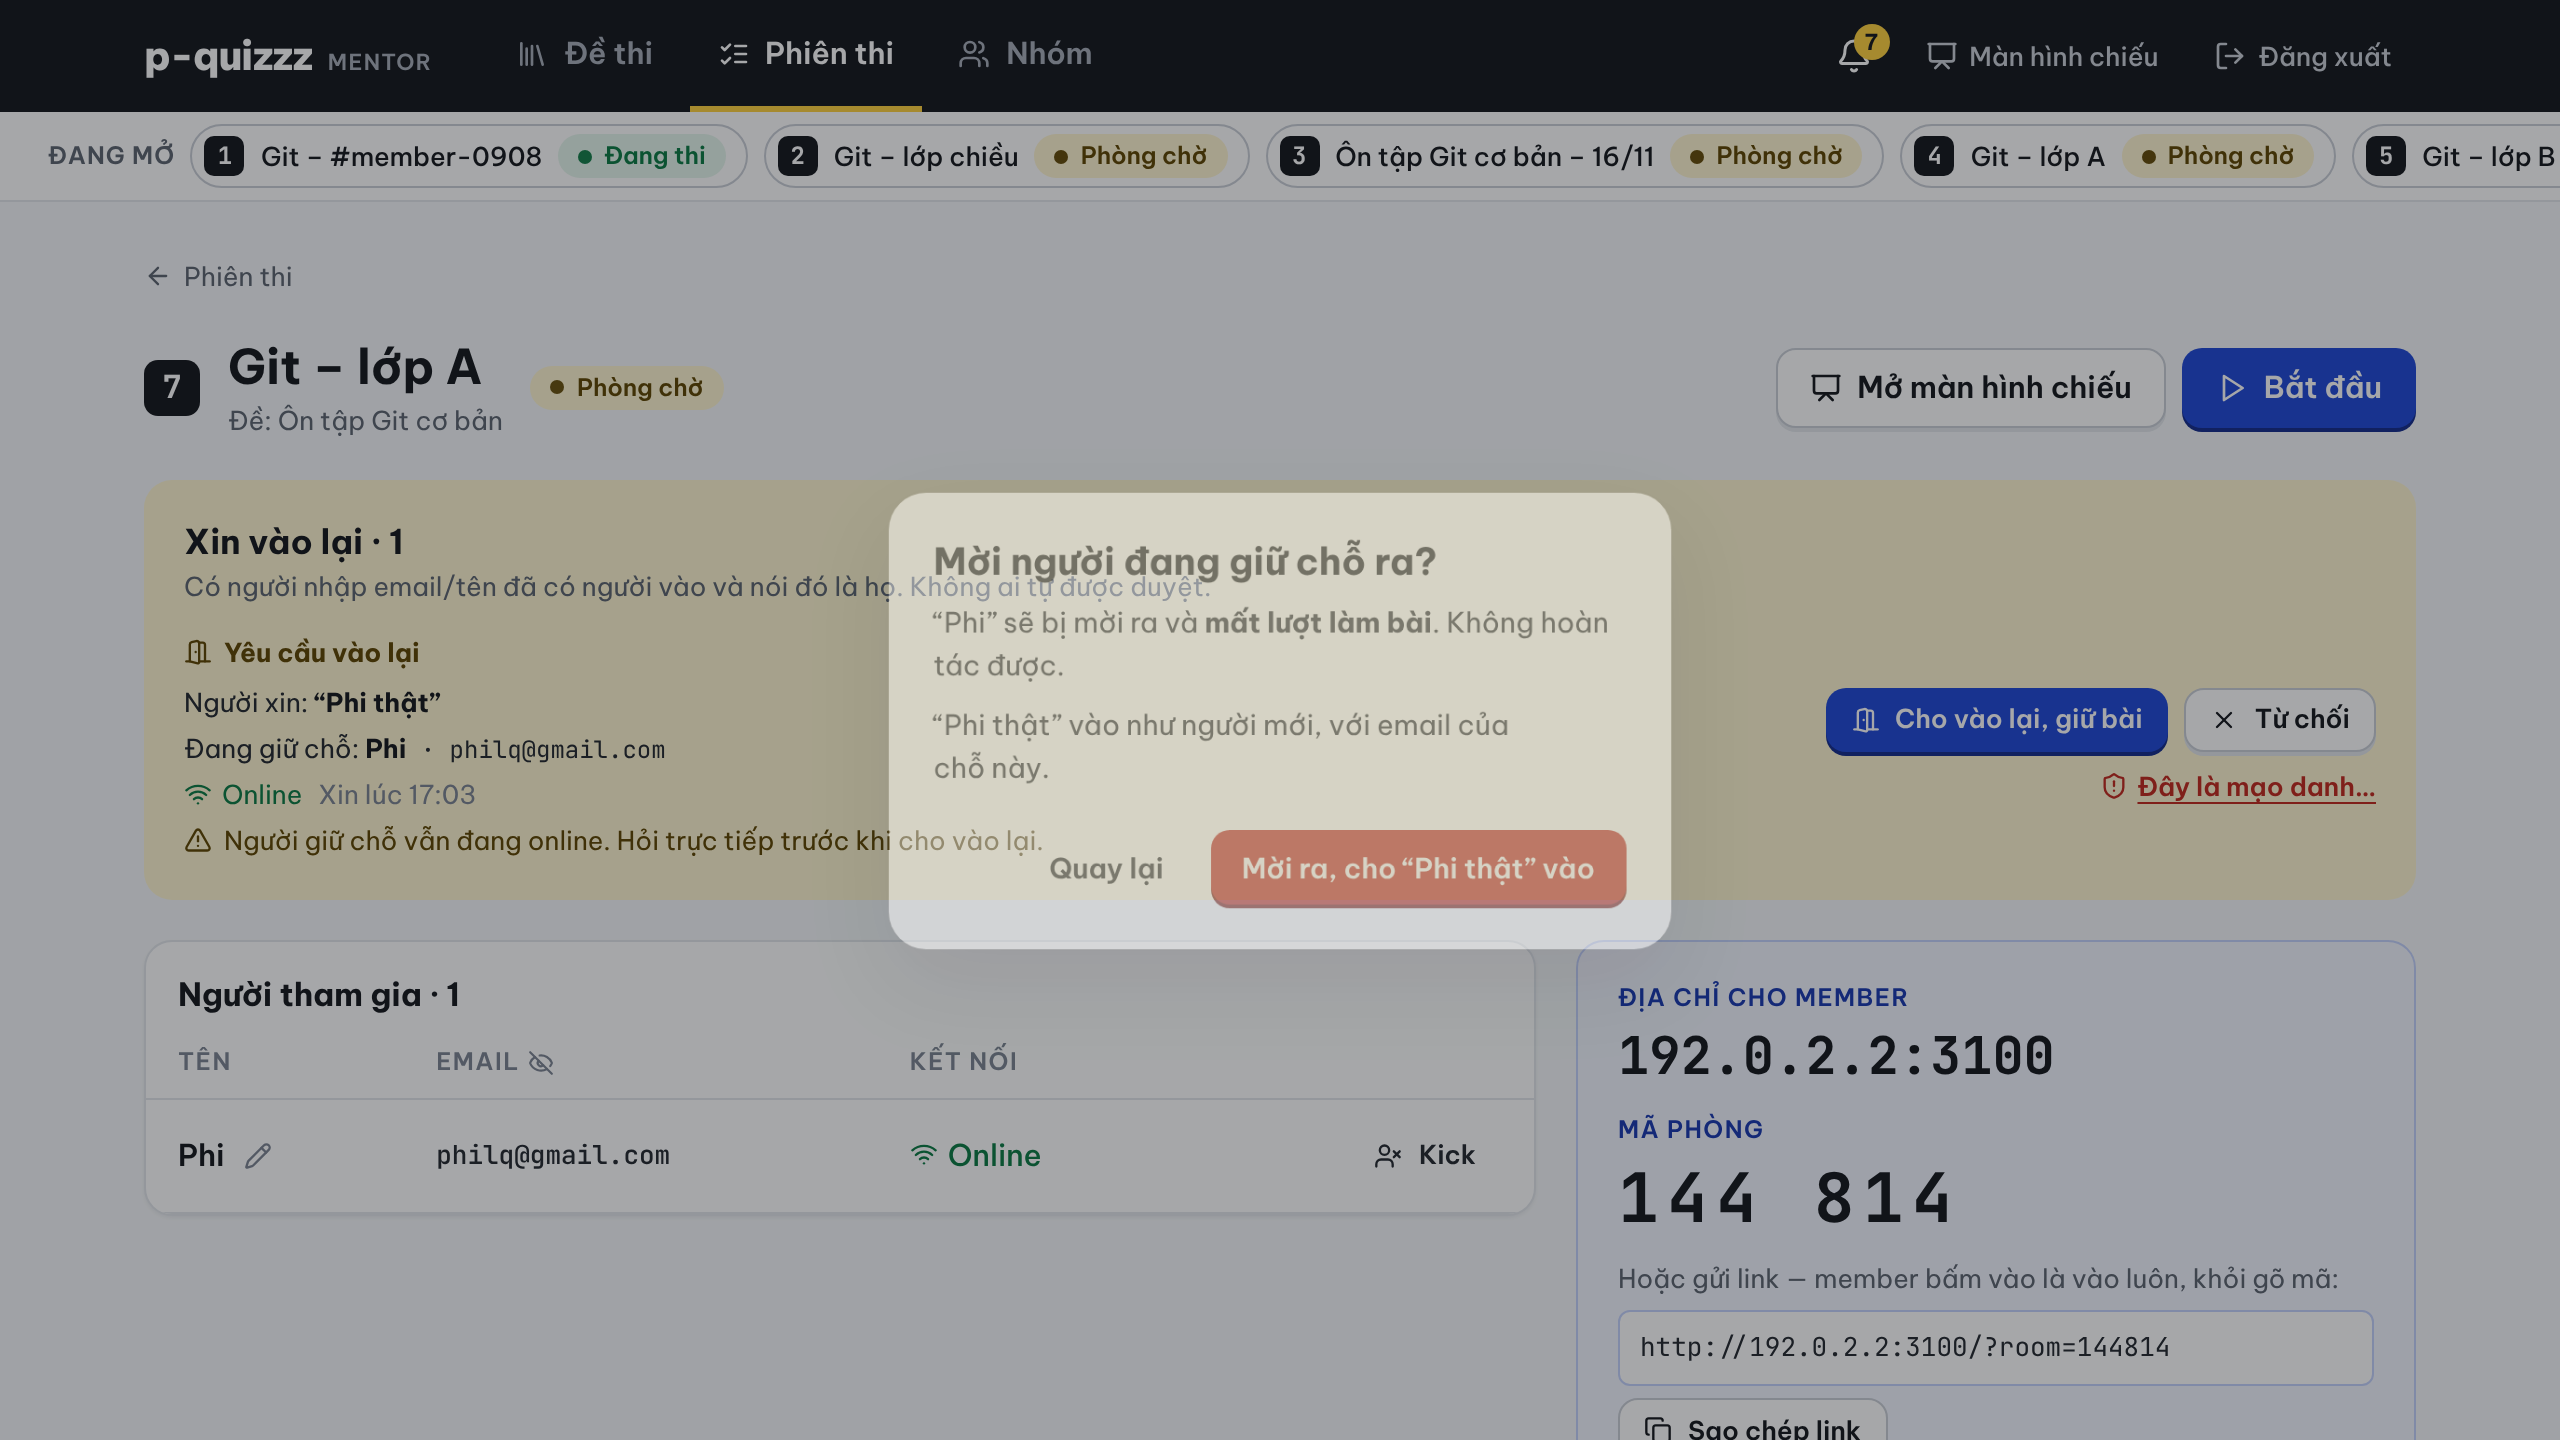 p-quizzz MENTOR
Đề thi
Phiên thi
Nhóm
7
Màn hình chiếu
Đăng xuất
ĐANG MỞ
1 Git – #member-0908 Đang thi
2 Git – lớp chiều Phòng chờ
3 Ôn tập Git cơ bản – 16/11 Phòng chờ
4 Git – lớp A Phòng chờ
5 Git – lớp B
Phiên thi
7 Git – lớp A Phòng chờ
Đề: Ôn tập Git cơ bản
Mở màn hình chiếu
Bắt đầu
Xin vào lại · 1
Có người nhập email/tên đã có người vào và nói đó là họ. Không ai tự được duyệt.
Yêu cầu vào lại
Người xin: “Phi thật”
Đang giữ chỗ: Phi · philq@gmail.com
Online Xin lúc 17:03
Người giữ chỗ vẫn đang online. Hỏi trực tiếp trước khi cho vào lại.
Cho vào lại, giữ bài
Từ chối
Đây là mạo danh...
Mời người đang giữ chỗ ra?
“Phi” sẽ bị mời ra và mất lượt làm bài. Không hoàn
tác được.
“Phi thật” vào như người mới, với email của
chỗ này.
Quay lại
Mời ra, cho “Phi thật” vào
Người tham gia · 1
TÊN EMAIL KẾT NỐI
Phi philq@gmail.com Online Kick
ĐỊA CHỈ CHO MEMBER
192.0.2.2:3100
MÃ PHÒNG
144 814
Hoặc gửi link — member bấm vào là vào luôn, khỏi gõ mã:
http://192.0.2.2:3100/?room=144814
Sao chép link